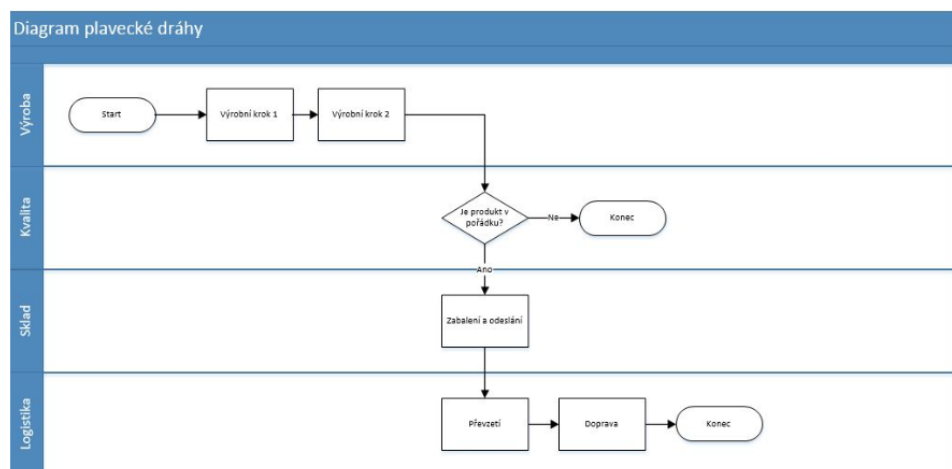 Diagram plavecké dráhy
Výroba
Start
Výrobní krok 1
Výrobní krok 2
Kvalita
Je produkt v
pořádku?
Ne
Konec
Ano
Sklad
Zabalení a odeslání
Logistika
Převzetí
Doprava
Konec